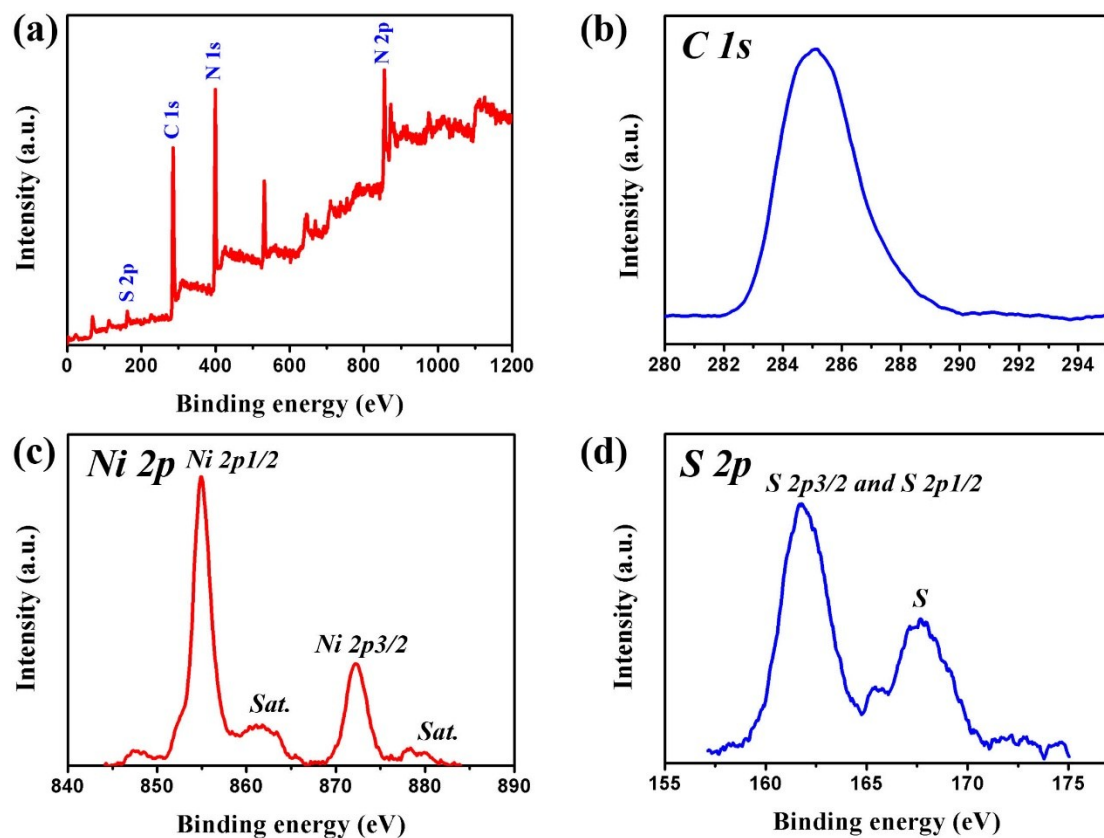 (a)
S 2p
C 1s
N 1s
N 2p
Intensity (a.u.)
0 200 400 600 800 1000 1200
Binding energy (eV)
(b)
C 1s
Intensity (a.u.)
280 282 284 286 288 290 292 294
Binding energy (eV)
(c)
Ni 2p
Ni 2p1/2
Ni 2p3/2
Sat.
Sat.
Intensity (a.u.)
840 850 860 870 880 890
Binding energy (eV)
(d)
S 2p
S 2p3/2 and S 2p1/2
S
Intensity (a.u.)
155 160 165 170 175
Binding energy (eV)